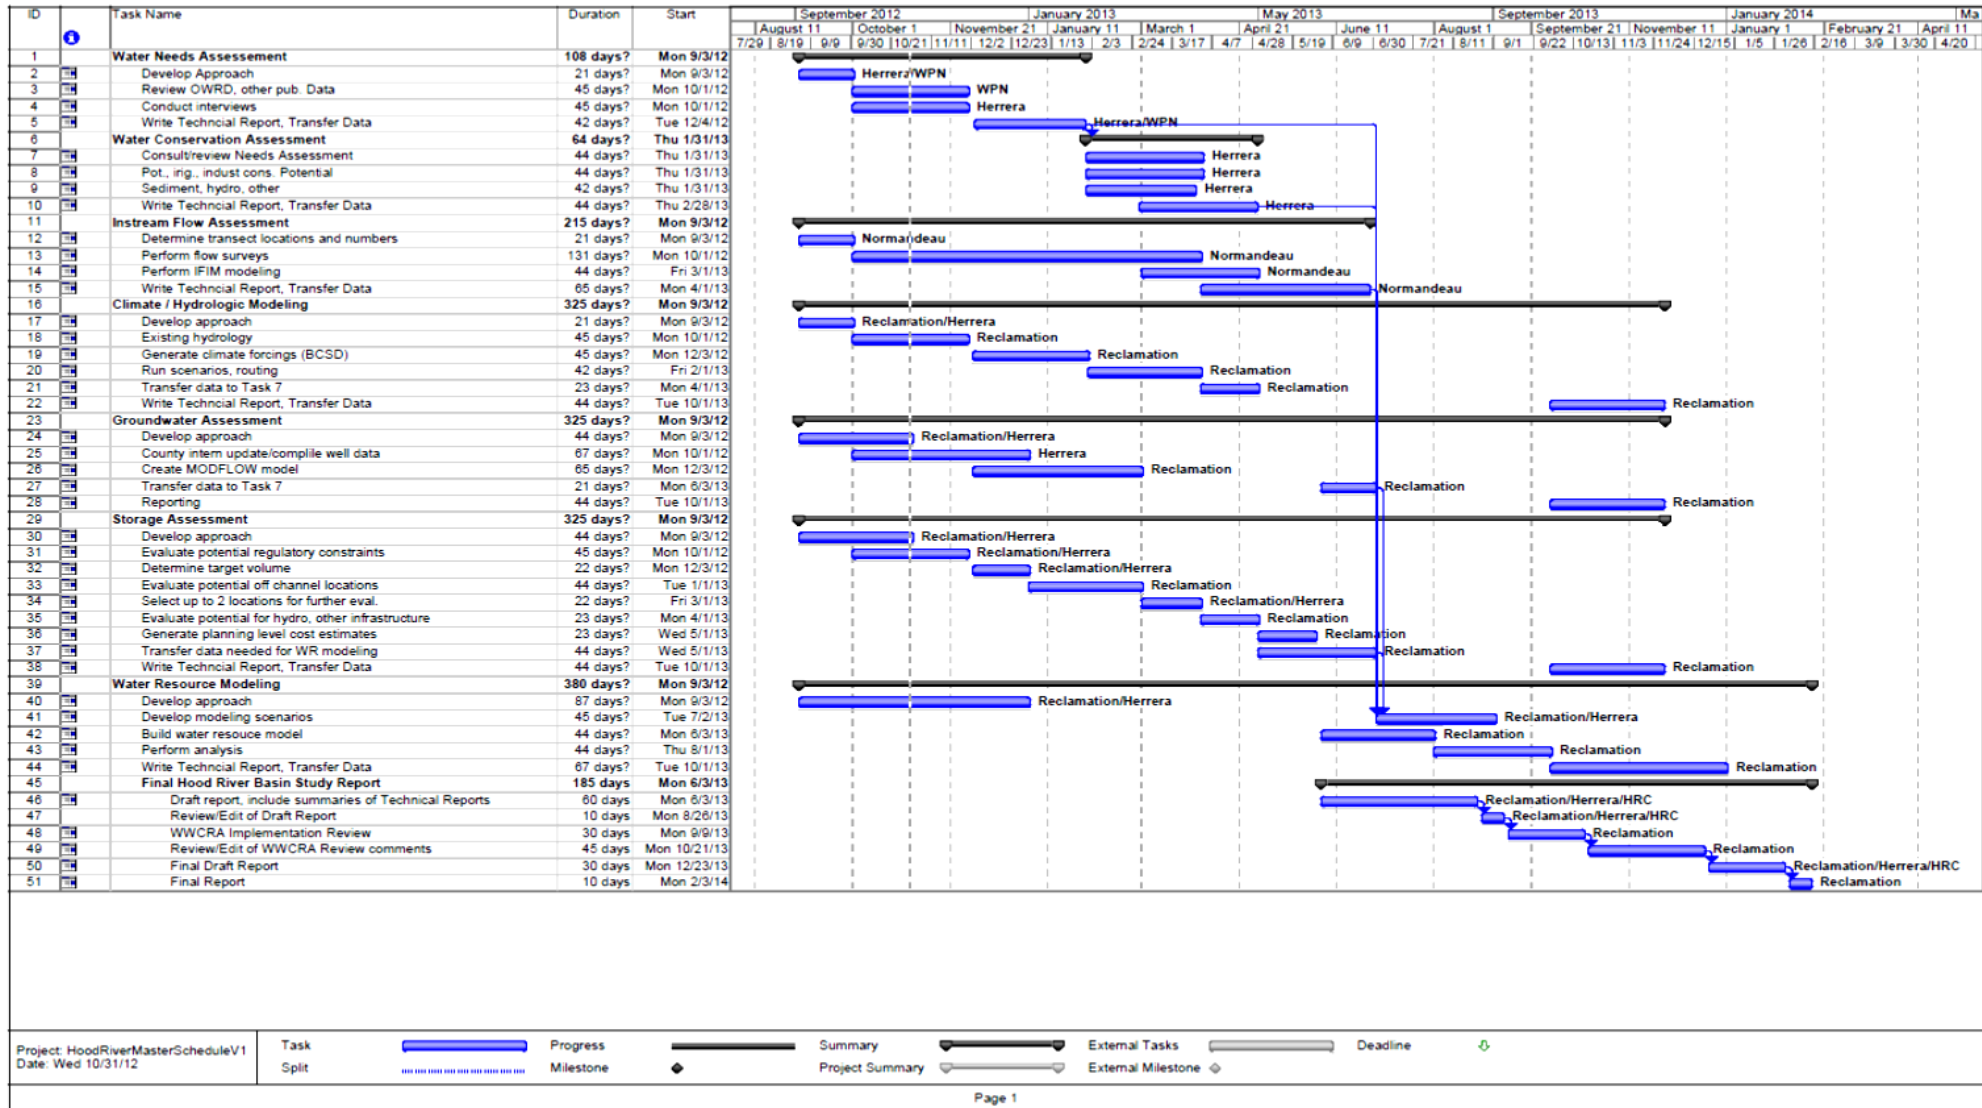 ID Task Name Duration Start
September 2012 January 2013 May 2013 September 2013 January 2014 Ma
August 11 October 1 November 21 January 11 March 1 April 21 June 11 August 1 September 21 November 11 January 1 February 21 April 11
7/29 8/19 9/9 9/30 10/21 11/11 12/2 12/23 1/13 2/3 2/24 3/17 4/7 4/28 5/19 6/9 6/30 7/21 8/11 9/1 9/22 10/13 11/3 11/24 12/15 1/5 1/26 2/16 3/9 3/30 4/20
1 Water Needs Assessement 108 days? Mon 9/3/12
2 Develop Approach 21 days? Mon 9/3/12 Herrera/WPN
3 Review OWRD, other pub. Data 45 days? Mon 10/1/12 WPN
4 Conduct interviews 45 days? Mon 10/1/12 Herrera
5 Write Techncial Report, Transfer Data 42 days? Tue 12/4/12 Herrera/WPN
6 Water Conservation Assessment 64 days? Thu 1/31/13
7 Consult/review Needs Assessment 44 days? Thu 1/31/13 Herrera
8 Pot., irig., indust cons. Potential 44 days? Thu 1/31/13 Herrera
9 Sediment, hydro, other 42 days? Thu 1/31/13 Herrera
10 Write Techncial Report, Transfer Data 44 days? Thu 2/28/13 Herrera
11 Instream Flow Assessment 215 days? Mon 9/3/12
12 Determine transect locations and numbers 21 days? Mon 9/3/12 Normandeau
13 Perform flow surveys 131 days? Mon 10/1/12 Normandeau
14 Perform IFIM modeling 44 days? Fri 3/1/13 Normandeau
15 Write Techncial Report, Transfer Data 65 days? Mon 4/1/13 Normandeau
16 Climate / Hydrologic Modeling 325 days? Mon 9/3/12
17 Develop approach 21 days? Mon 9/3/12 Reclamation/Herrera
18 Existing hydrology 45 days? Mon 10/1/12 Reclamation
19 Generate climate forcings (BCSD) 45 days? Mon 12/3/12 Reclamation
20 Run scenarios, routing 42 days? Fri 2/1/13 Reclamation
21 Transfer data to Task 7 23 days? Mon 4/1/13 Reclamation
22 Write Techncial Report, Transfer Data 44 days? Tue 10/1/13 Reclamation
23 Groundwater Assessment 325 days? Mon 9/3/12
24 Develop approach 44 days? Mon 9/3/12 Reclamation/Herrera
25 County intern update/complile well data 67 days? Mon 10/1/12 Herrera
26 Create MODFLOW model 65 days? Mon 12/3/12 Reclamation
27 Transfer data to Task 7 21 days? Mon 6/3/13 Reclamation
28 Reporting 44 days? Tue 10/1/13 Reclamation
29 Storage Assessment 325 days? Mon 9/3/12
30 Develop approach 44 days? Mon 9/3/12 Reclamation/Herrera
31 Evaluate potential regulatory constraints 45 days? Mon 10/1/12 Reclamation/Herrera
32 Determine target volume 22 days? Mon 12/3/12 Reclamation/Herrera
33 Evaluate potential off channel locations 44 days? Tue 1/1/13 Reclamation
34 Select up to 2 locations for further eval. 22 days? Fri 3/1/13 Reclamation/Herrera
35 Evaluate potential for hydro, other infrastructure 23 days? Mon 4/1/13 Reclamation
36 Generate planning level cost estimates 23 days? Wed 5/1/13 Reclamation
37 Transfer data needed for WR modeling 44 days? Wed 5/1/13 Reclamation
38 Write Techncial Report, Transfer Data 44 days? Tue 10/1/13 Reclamation
39 Water Resource Modeling 380 days? Mon 9/3/12
40 Develop approach 87 days? Mon 9/3/12 Reclamation/Herrera
41 Develop modeling scenarios 45 days? Tue 7/2/13 Reclamation/Herrera
42 Build water resouce model 44 days? Mon 6/3/13 Reclamation
43 Perform analysis 44 days? Thu 8/1/13 Reclamation
44 Write Techncial Report, Transfer Data 67 days? Tue 10/1/13 Reclamation
45 Final Hood River Basin Study Report 185 days Mon 6/3/13
46 Draft report, include summaries of Technical Reports 60 days Mon 6/3/13 Reclamation/Herrera/HRC
47 Review/Edit of Draft Report 10 days Mon 8/26/13 Reclamation/Herrera/HRC
48 WWCRA Implementation Review 30 days Mon 9/9/13 Reclamation
49 Review/Edit of WWCRA Review comments 45 days Mon 10/21/13 Reclamation
50 Final Draft Report 30 days Mon 12/23/13 Reclamation/Herrera/HRC
51 Final Report 10 days Mon 2/3/14 Reclamation
Project: HoodRiverMasterScheduleV1
Date: Wed 10/31/12
Task Progress Summary External Tasks Deadline
Split Milestone Project Summary External Milestone
Page 1